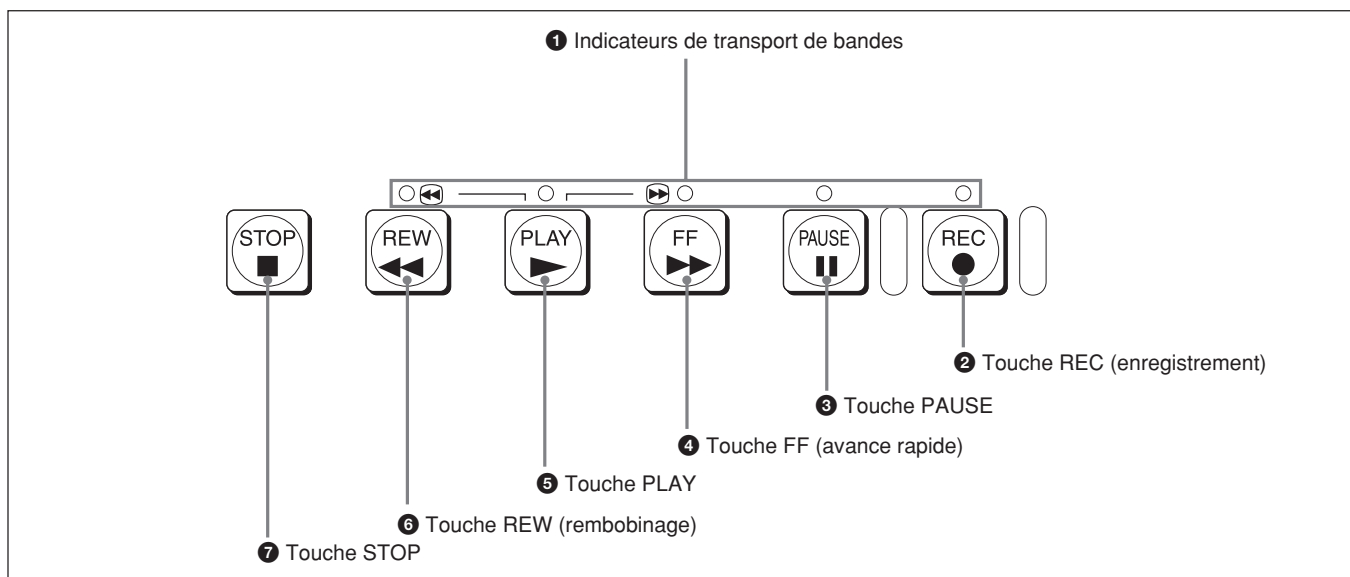 ❶ Indicateurs de transport de bandes
STOP
REW
PLAY
FF
PAUSE
REC
❷ Touche REC (enregistrement)
❸ Touche PAUSE
❹ Touche FF (avance rapide)
❺ Touche PLAY
❻ Touche REW (rembobinage)
❼ Touche STOP